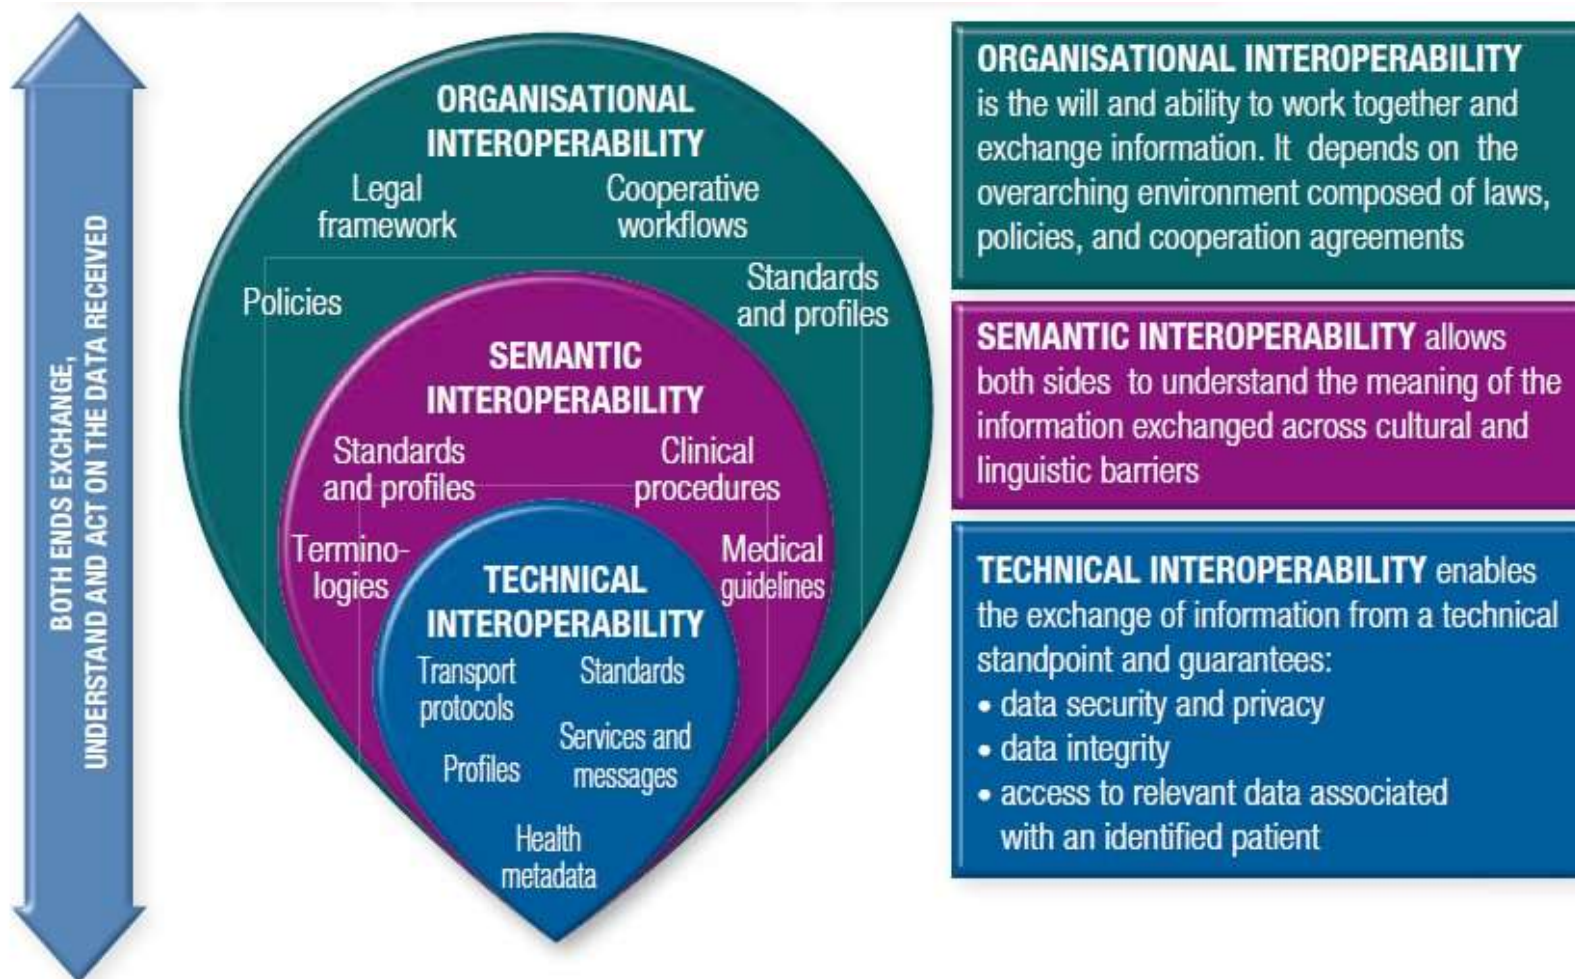 BOTH ENDS EXCHANGE,
UNDERSTAND AND ACT ON THE DATA RECEIVED
ORGANISATIONAL
INTEROPERABILITY
Legal
framework
Cooperative
workflows
Policies
Standards
and profiles
SEMANTIC
INTEROPERABILITY
Standards
and profiles
Clinical
procedures
Termino-
logies
Medical
guidelines
TECHNICAL
INTEROPERABILITY
Transport
protocols
Standards
Profiles
Services and
messages
Health
metadata
ORGANISATIONAL INTEROPERABILITY
is the will and ability to work together and
exchange information. It depends on the
overarching environment composed of laws,
policies, and cooperation agreements
SEMANTIC INTEROPERABILITY allows
both sides to understand the meaning of the
information exchanged across cultural and
linguistic barriers
TECHNICAL INTEROPERABILITY enables
the exchange of information from a technical
standpoint and guarantees:
• data security and privacy
• data integrity
• access to relevant data associated
with an identified patient